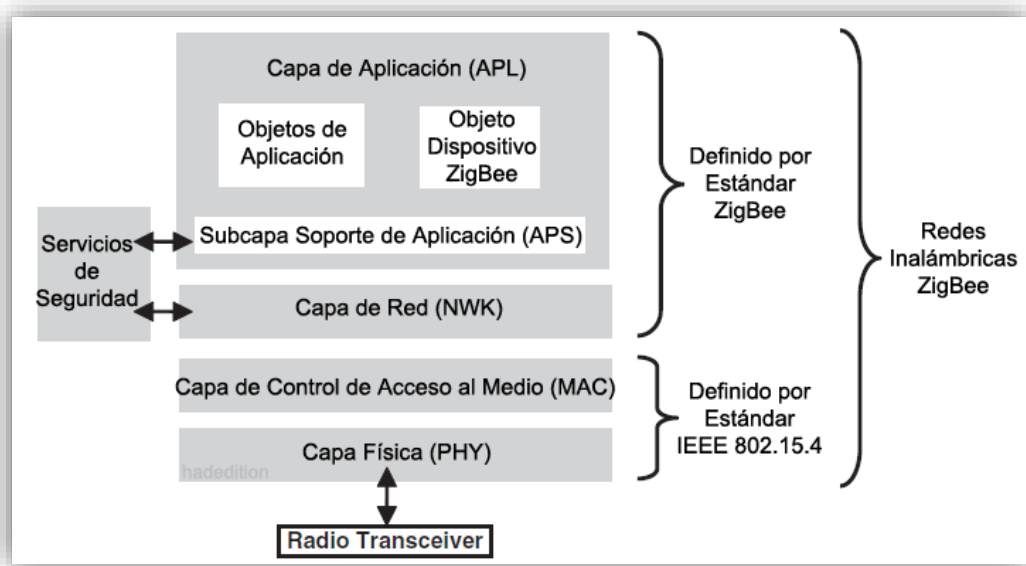 Capa de Aplicación (APL)
Objetos de
Aplicación
Objeto
Dispositivo
ZigBee
Subcapa Soporte de Aplicación (APS)
Servicios
de
Seguridad
Capa de Red (NWK)
Capa de Control de Acceso al Medio (MAC)
Capa Física (PHY)
hadedition
Radio Transceiver
Definido por
Estándar
ZigBee
Definido por
Estándar
IEEE 802.15.4
Redes
Inalámbricas
ZigBee